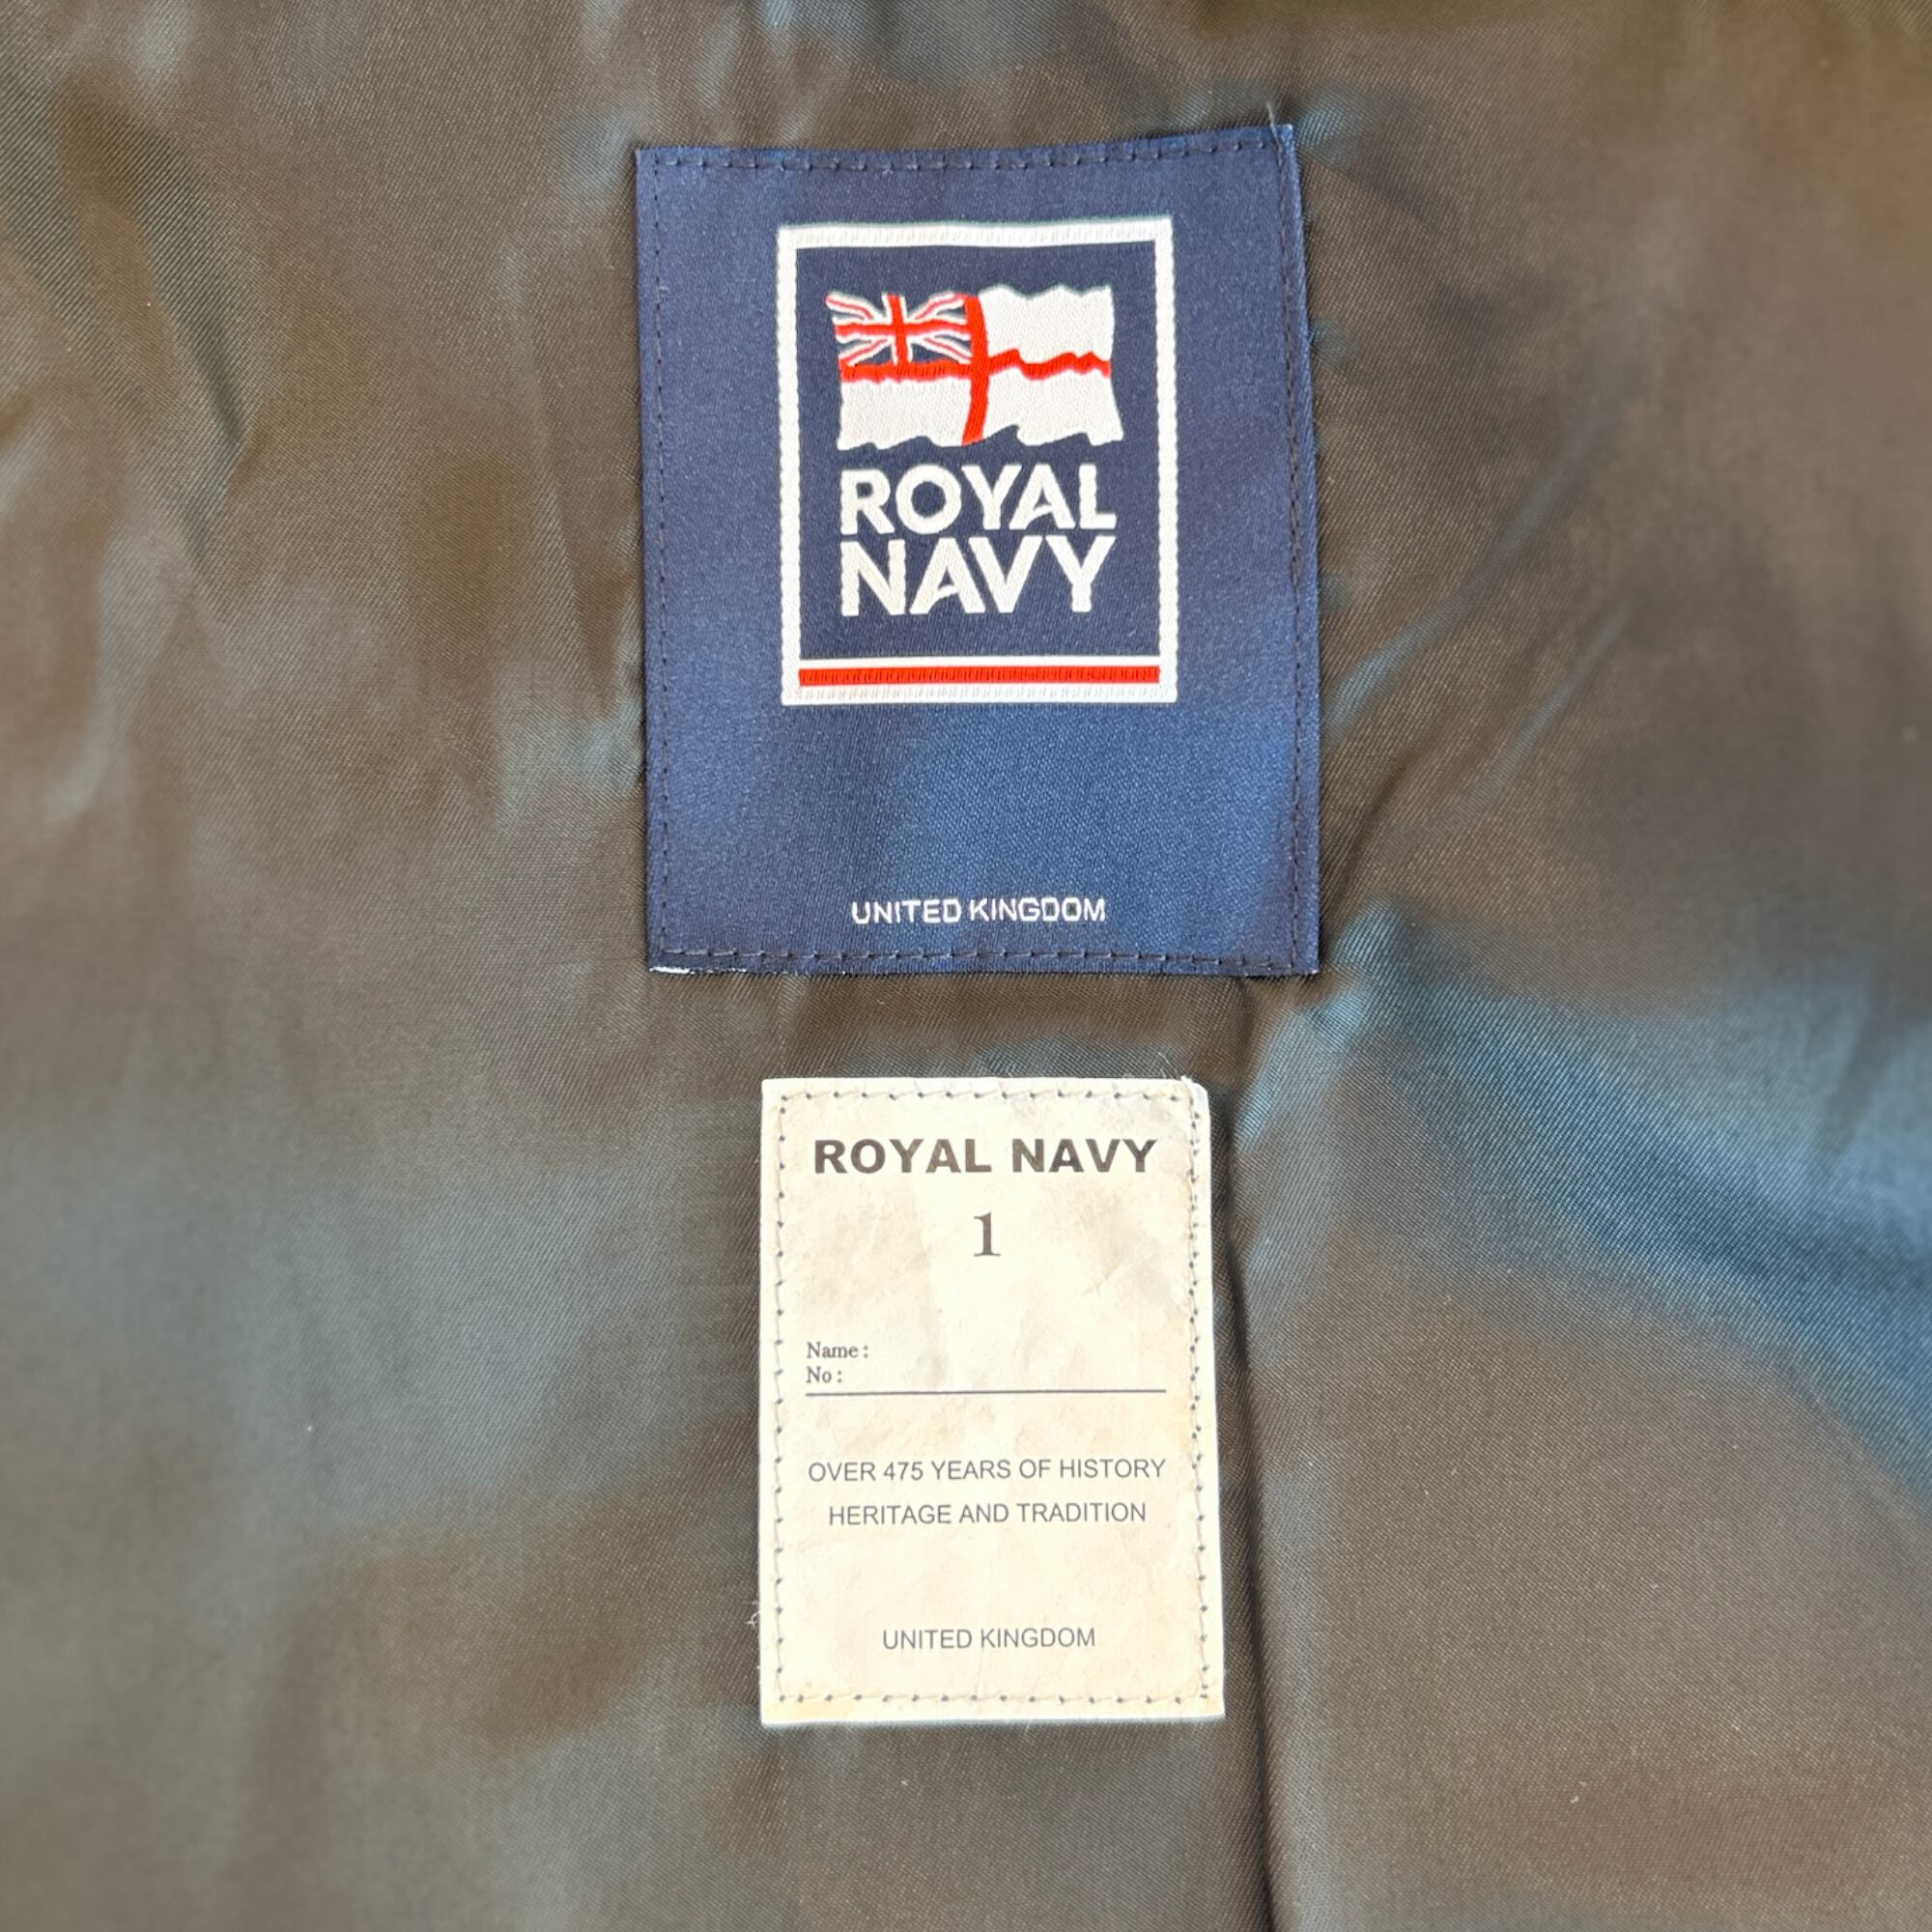 ROYAL
NAVY
UNITED KINGDOM
ROYAL NAVY
1
Name :
No :
OVER 475 YEARS OF HISTORY
HERITAGE AND TRADITION
UNITED KINGDOM